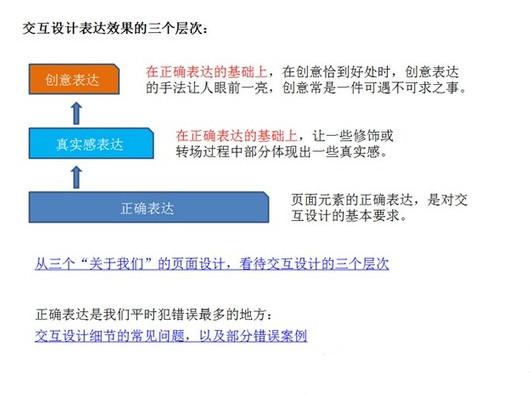 交互设计表达效果的三个层次：
创意表达
在正确表达的基础上，在创意恰到好处时，创意表达
的手法让人眼前一亮，创意常是一件可遇不可求之事。
真实感表达
在正确表达的基础上，让一些修饰或
转场过程中部分体现出一些真实感。
正确表达
页面元素的正确表达，是对交
互设计的基本要求。
从三个“关于我们”的页面设计，看待交互设计的三个层次
正确表达是我们平时犯错误最多的地方：
交互设计细节的常见问题，以及部分错误案例